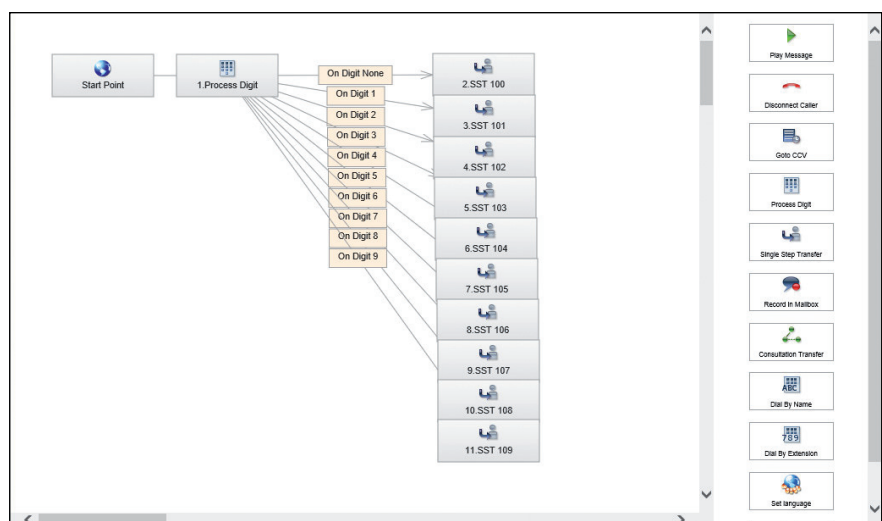 Start Point
1.Process Digit
On Digit None
On Digit 1
On Digit 2
On Digit 3
On Digit 4
On Digit 5
On Digit 6
On Digit 7
On Digit 8
On Digit 9
2.SST 100
3.SST 101
4.SST 102
5.SST 103
6.SST 104
7.SST 105
8.SST 106
9.SST 107
10.SST 108
11.SST 109
Play Message
Disconnect Caller
Goto CCV
Process Digit
Single Step Transfer
Record In Mailbox
Consultation Transfer
ABC
Dial By Name
789
Dial By Extension
Set language